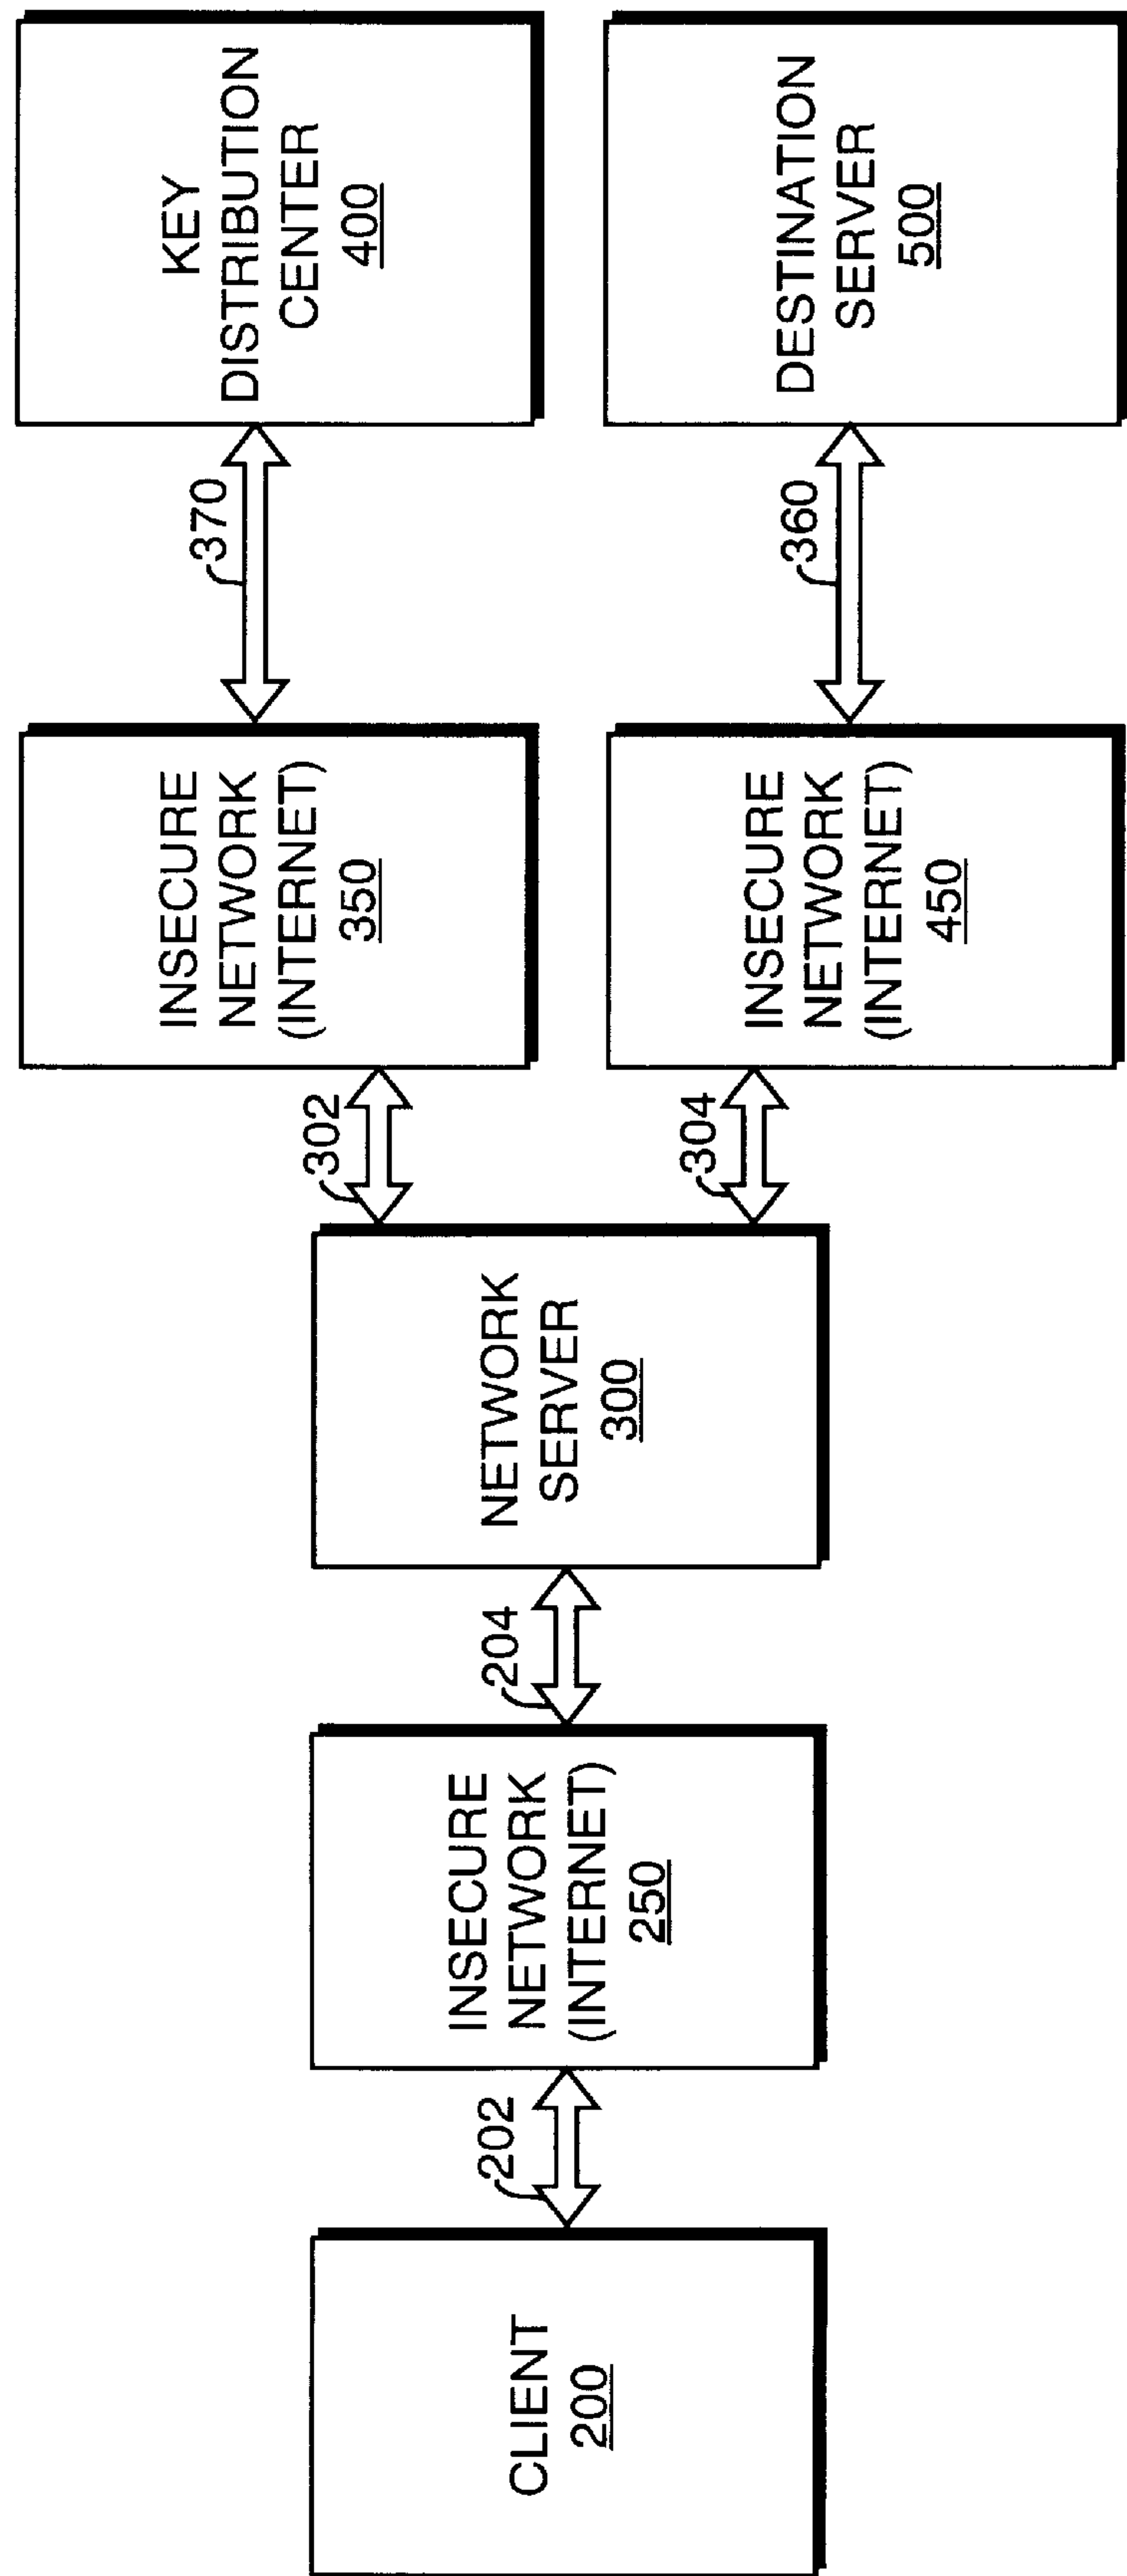 CLIENT
200
202
INSECURE
NETWORK
(INTERNET)
250
204
NETWORK
SERVER
300
302
304
INSECURE
NETWORK
(INTERNET)
350
INSECURE
NETWORK
(INTERNET)
450
370
360
KEY
DISTRIBUTION
CENTER
400
DESTINATION
SERVER
500